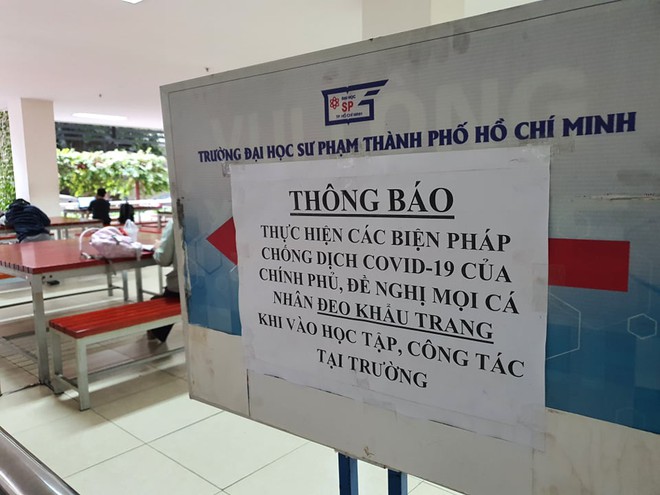 ĐẠI HỌC
SP
TP. HỒ CHÍ MINH
TRƯỜNG ĐẠI HỌC SƯ PHẠM THÀNH PHỐ HỒ CHÍ MINH
THÔNG BÁO
THỰC HIỆN CÁC BIỆN PHÁP
CHỐNG DỊCH COVID-19 CỦA
CHÍNH PHỦ, ĐỀ NGHỊ MỌI CÁ
NHÂN ĐEO KHẨU TRANG
KHI VÀO HỌC TẬP, CÔNG TÁC
TẠI TRƯỜNG